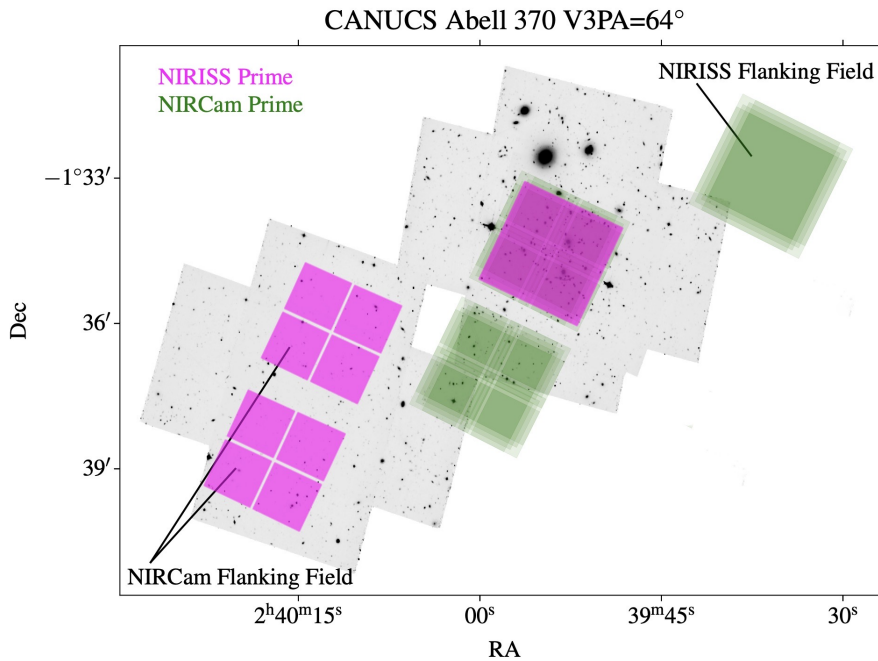 CANUCS Abell 370 V3PA=64°
NIRISS Prime
NIRCam Prime
NIRISS Flanking Field
−1°33′
36′
39′
Dec
NIRCam Flanking Field
2ʰ40ᵐ15ˢ
00ˢ
39ᵐ45ˢ
30ˢ
RA